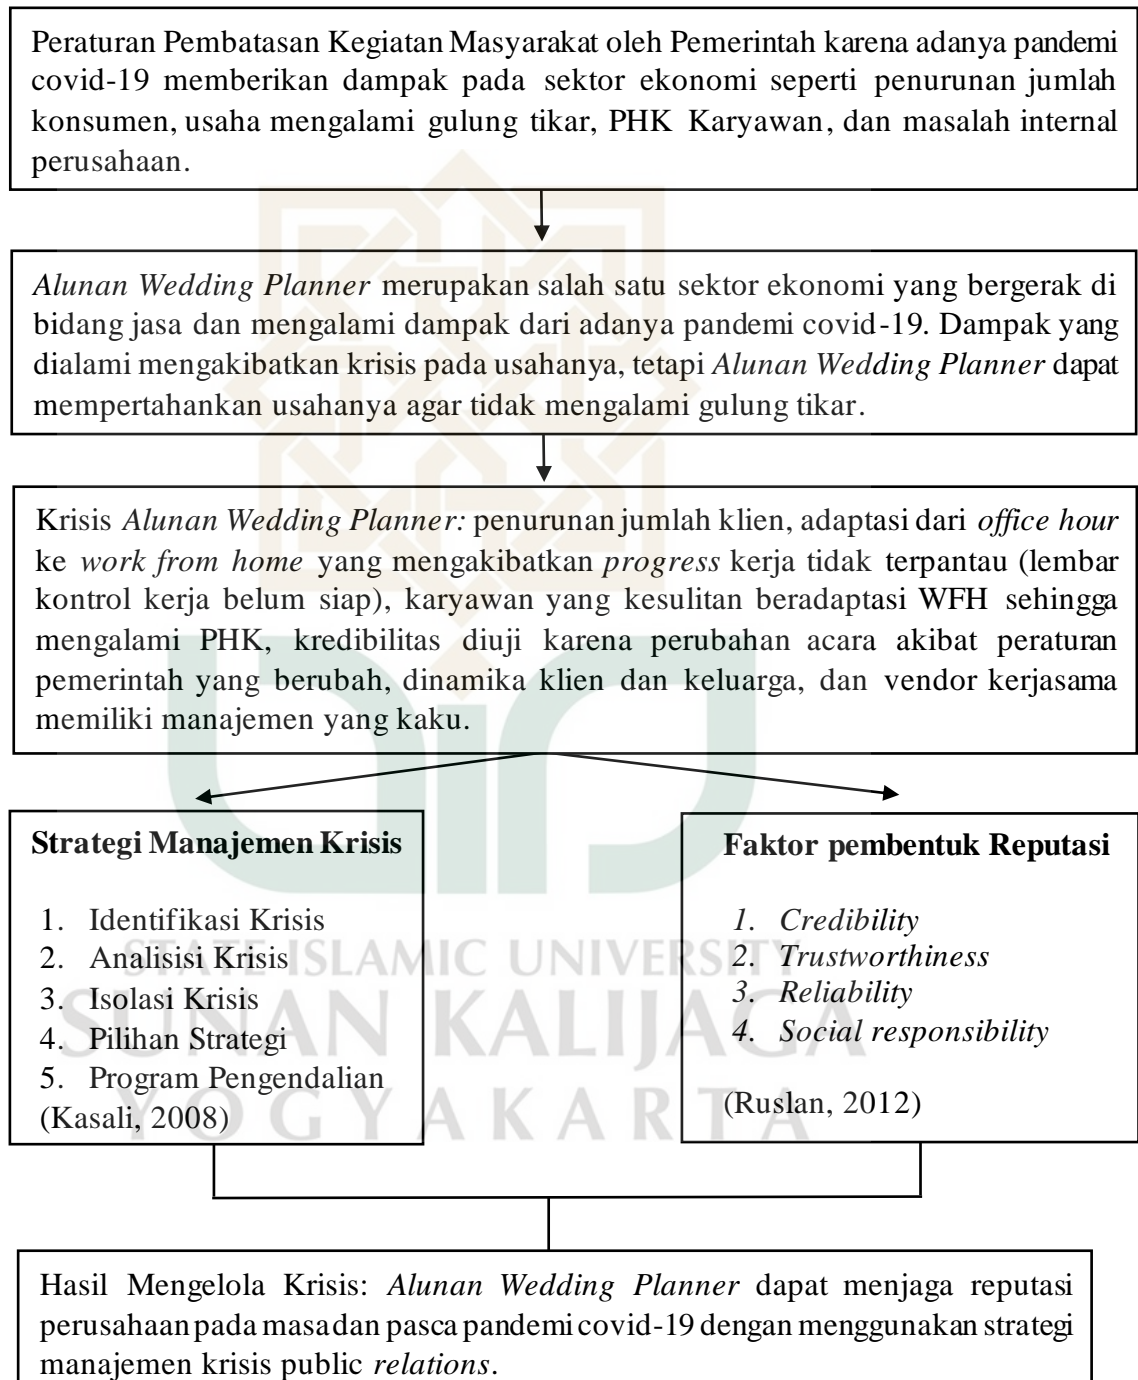 Peraturan Pembatasan Kegiatan Masyarakat oleh Pemerintah karena adanya pandemi
covid-19 memberikan dampak pada sektor ekonomi seperti penurunan jumlah
konsumen, usaha mengalami gulung tikar, PHK Karyawan, dan masalah internal
perusahaan.
Alunan Wedding Planner merupakan salah satu sektor ekonomi yang bergerak di
bidang jasa dan mengalami dampak dari adanya pandemi covid-19. Dampak yang
dialami mengakibatkan krisis pada usahanya, tetapi Alunan Wedding Planner dapat
mempertahankan usahanya agar tidak mengalami gulung tikar.
Krisis Alunan Wedding Planner: penurunan jumlah klien, adaptasi dari office hour
ke work from home yang mengakibatkan progress kerja tidak terpantau (lembar
kontrol kerja belum siap), karyawan yang kesulitan beradaptasi WFH sehingga
mengalami PHK, kredibilitas diuji karena perubahan acara akibat peraturan
pemerintah yang berubah, dinamika klien dan keluarga, dan vendor kerjasama
memiliki manajemen yang kaku.
Strategi Manajemen Krisis
1. Identifikasi Krisis
2. Analisisi Krisis
3. Isolasi Krisis
4. Pilihan Strategi
5. Program Pengendalian
(Kasali, 2008)
Faktor pembentuk Reputasi
1. Credibility
2. Trustworthiness
3. Reliability
4. Social responsibility
(Ruslan, 2012)
STATE ISLAMIC UNIVERSITY
SUNAN KALIJAGA
YOGYAKARTA
Hasil Mengelola Krisis: Alunan Wedding Planner dapat menjaga reputasi
perusahaan pada masa dan pasca pandemi covid-19 dengan menggunakan strategi
manajemen krisis public relations.